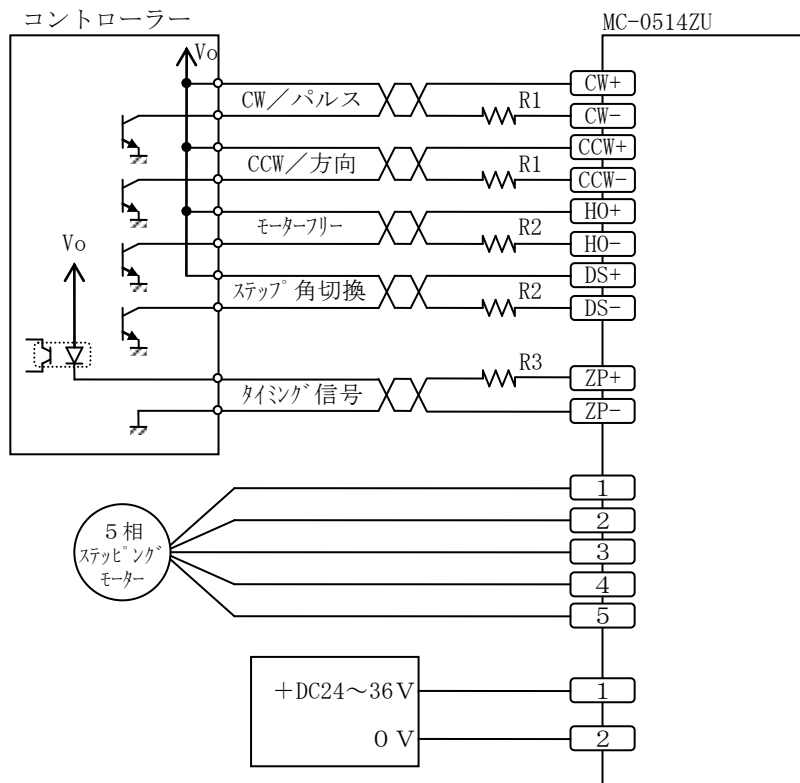 コントローラー
MC-0514ZU
Vo
CW+
CW／パルス
R1
CW-
CCW+
CCW／方向
R1
CCW-
HO+
モーターフリー
R2
HO-
Vo
DS+
ステップ角切換
R2
DS-
R3
ZP+
タイミング信号
ZP-
1
2
3
4
5
５相
ステッピング
モーター
＋DC24～36V
1
０V
2